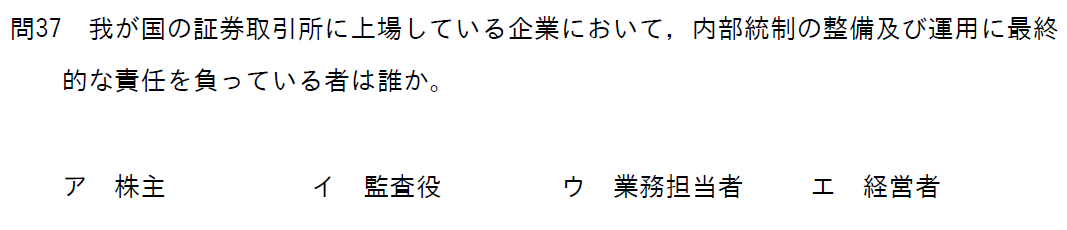 問37　我が国の証券取引所に上場している企業において，内部統制の整備及び運用に最終
的な責任を負っている者は誰か。
ア　株主　イ　監査役　ウ　業務担当者　エ　経営者